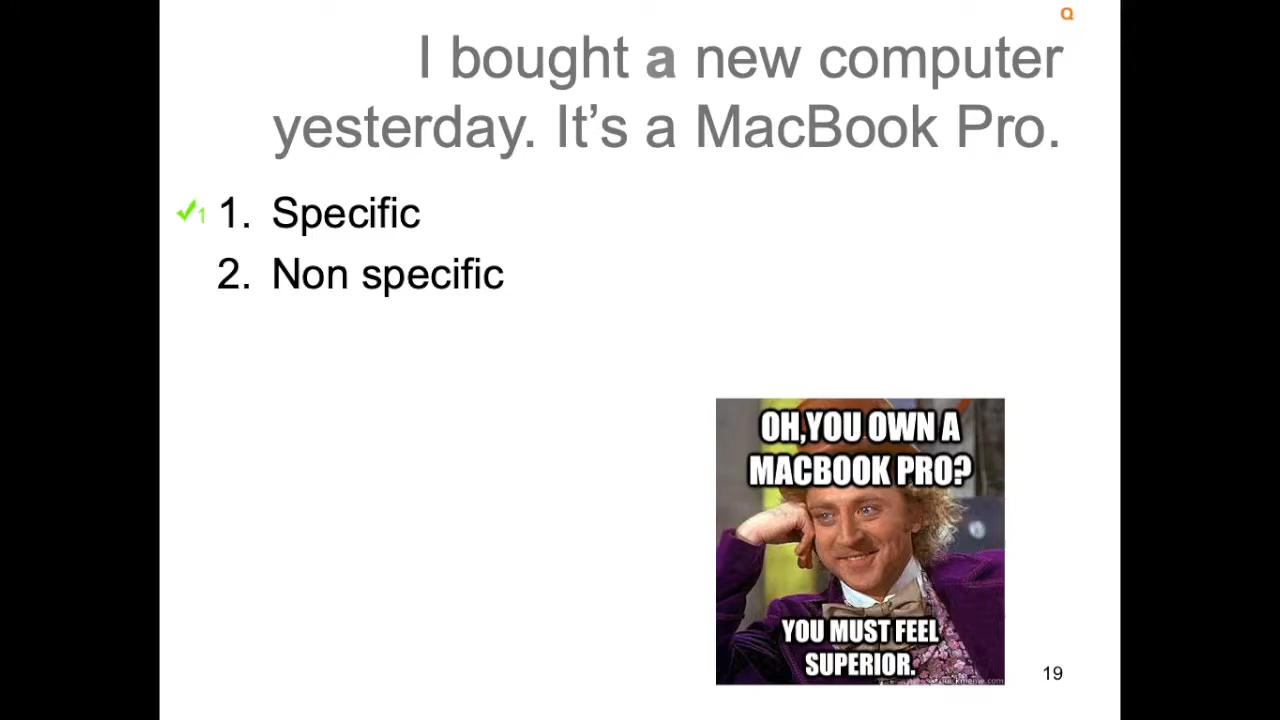 Q
I bought a new computer
yesterday. It's a MacBook Pro.
1 1. Specific
2. Non specific
OH,YOU OWN A
MACBOOK PRO?
YOU MUST FEEL
SUPERIOR.
19